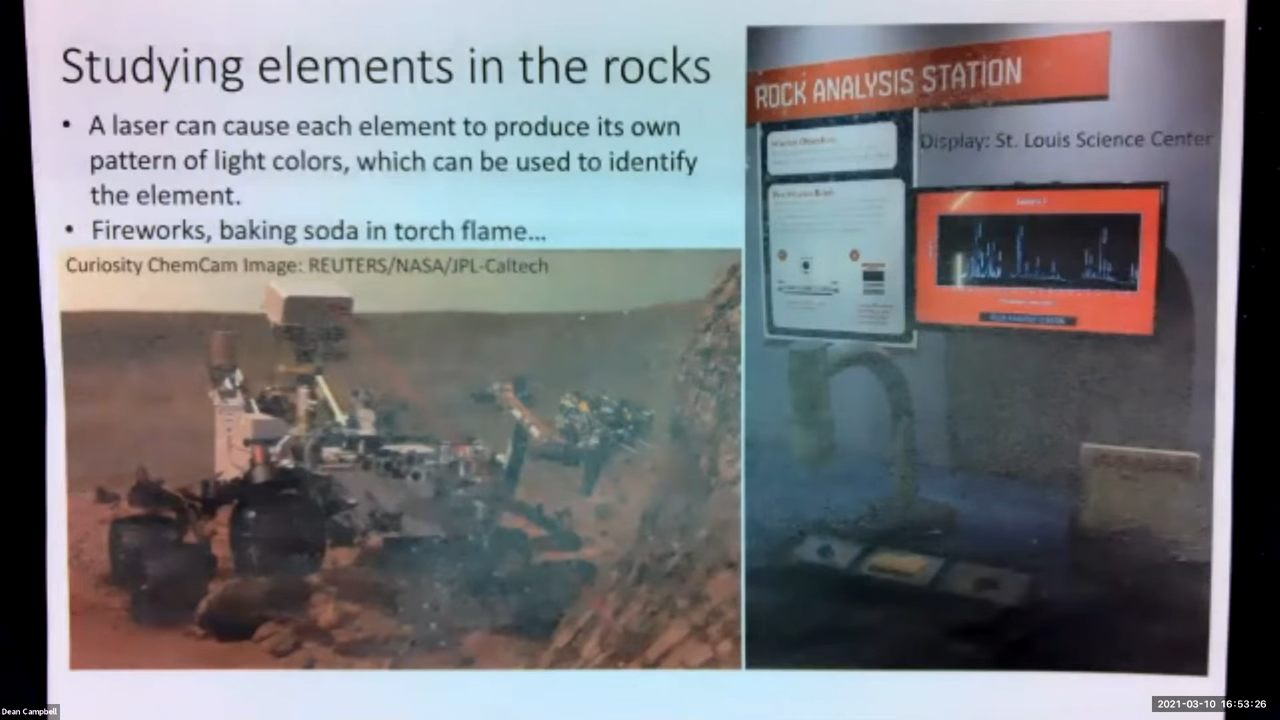 Studying elements in the rocks
• A laser can cause each element to produce its own
pattern of light colors, which can be used to identify
the element.
• Fireworks, baking soda in torch flame...
Curiosity ChemCam Image: REUTERS/NASA/JPL-Caltech
ROCK ANALYSIS STATION
Display: St. Louis Science Center
Dean Campbell
2021-03-10 16:53:26